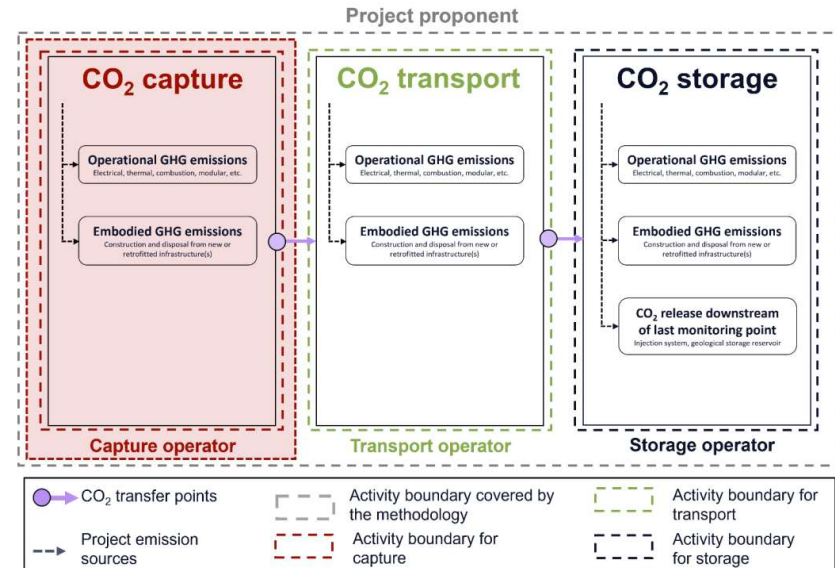 Project proponent
CO₂ capture
Operational GHG emissions
Electrical, thermal, combustion, modular, etc.
Embodied GHG emissions
Construction and disposal from new or
retrofitted infrastructure(s)
Capture operator
CO₂ transport
Operational GHG emissions
Electrical, thermal, combustion, modular, etc.
Embodied GHG emissions
Construction and disposal from new or
retrofitted infrastructure(s)
Transport operator
CO₂ storage
Operational GHG emissions
Electrical, thermal, combustion, modular, etc.
Embodied GHG emissions
Construction and disposal from new or
retrofitted infrastructure(s)
CO₂ release downstream
of last monitoring point
Injection system, geological storage reservoir
Storage operator
CO₂ transfer points
Project emission
sources
Activity boundary covered by
the methodology
Activity boundary for
capture
Activity boundary for
transport
Activity boundary
for storage